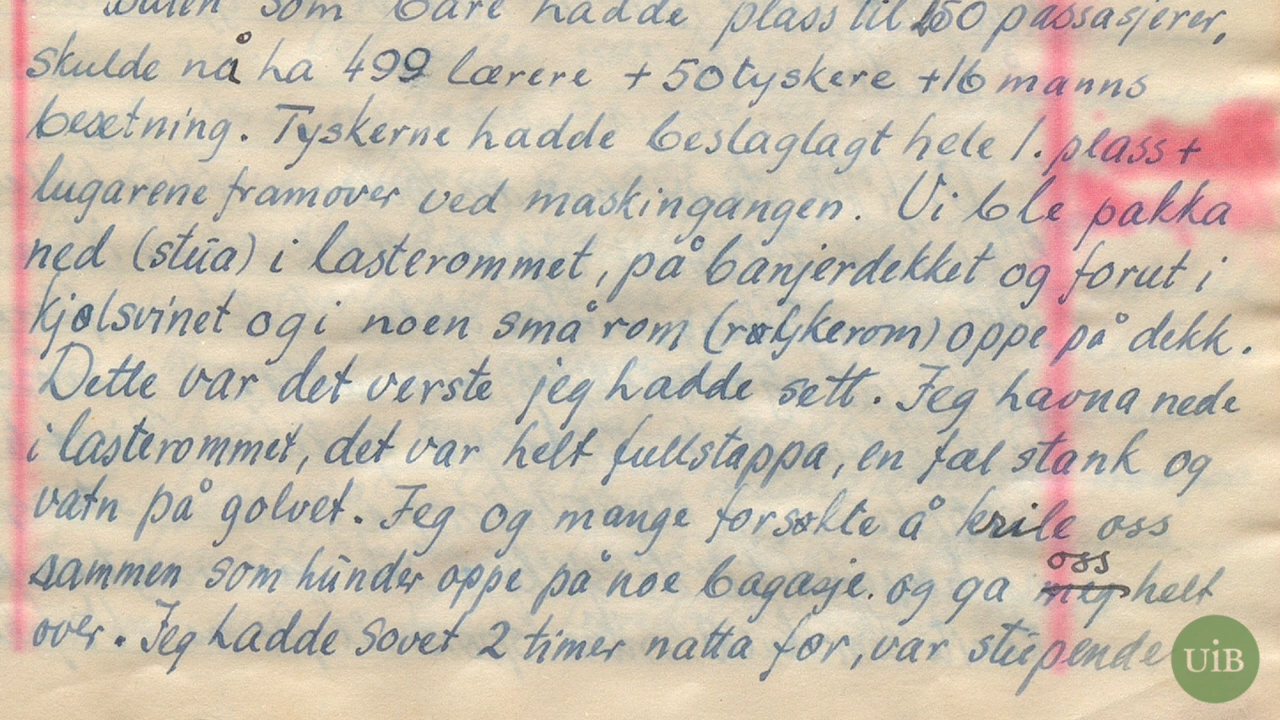 Båten som bare hadde plass til 250 passasjerer,
skulde nå ha 499 lærere + 50 tyskere + 16 manns
besetning. Tyskerne hadde beslaglagt hele 1. plass +
lugarene framover ved maskingangen. Vi ble pakka
ned (stua) i lasterommet, på banjerdekket og forut i
kjølsvinet og i noen små rom (røykerom) oppe på dekk.
Dette var det verste jeg hadde sett. Jeg havna nede
i lasterommet, det var helt fullstappa, en fæl stank og
vatn på golvet. Jeg og mange forsøkte å krile oss
sammen som hunder oppe på noe bagasje. og ga meg oss helt
over. Jeg hadde sovet 2 timer natta før, var stupende
UiB